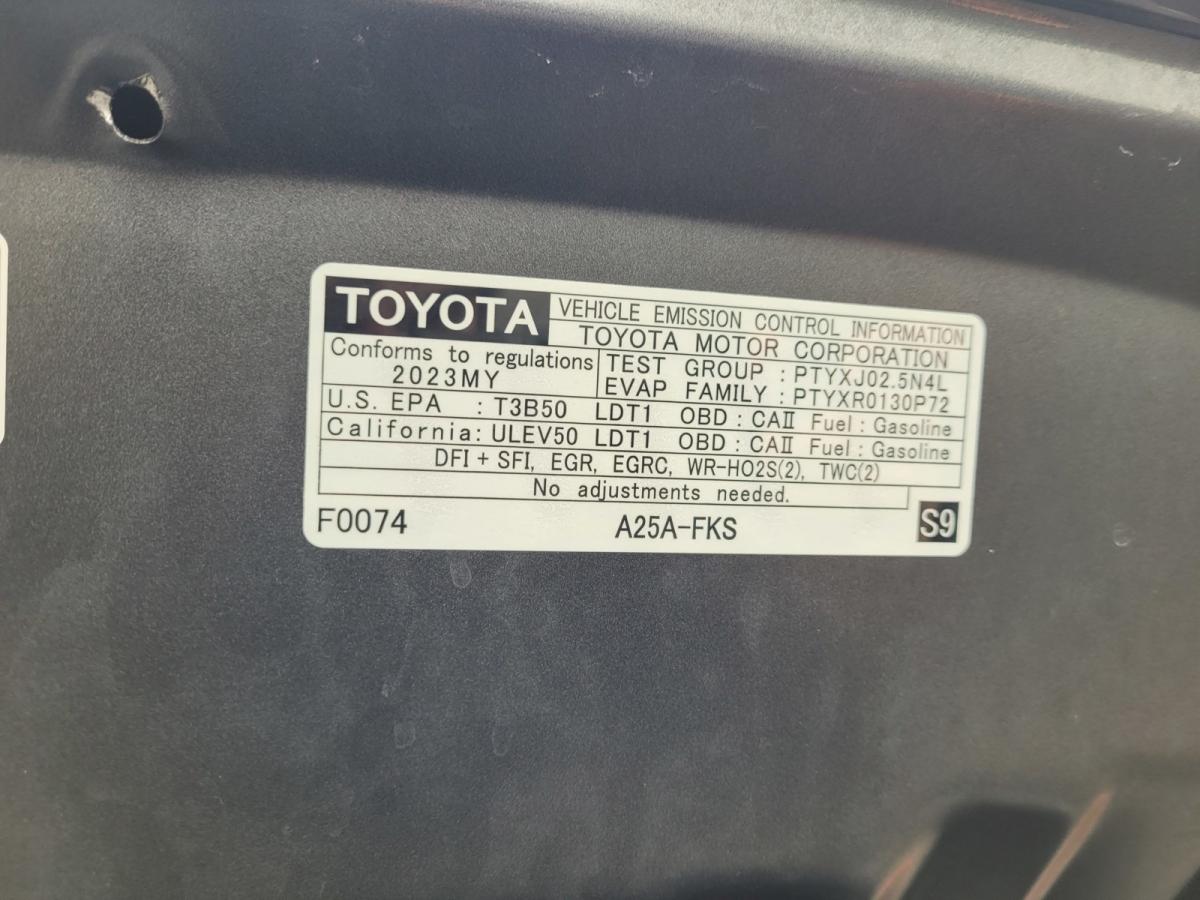 TOYOTA VEHICLE EMISSION CONTROL INFORMATION
TOYOTA MOTOR CORPORATION
Conforms to regulations
2023MY
TEST GROUP : PTYXJ02.5N4L
EVAP FAMILY : PTYXR0130P72
U.S. EPA : T3B50 LDT1 OBD : CAII Fuel : Gasoline
California: ULEV50 LDT1 OBD : CAII Fuel : Gasoline
DFI + SFI, EGR, EGRC, WR-HO2S(2), TWC(2)
No adjustments needed.
F0074 A25A-FKS S9